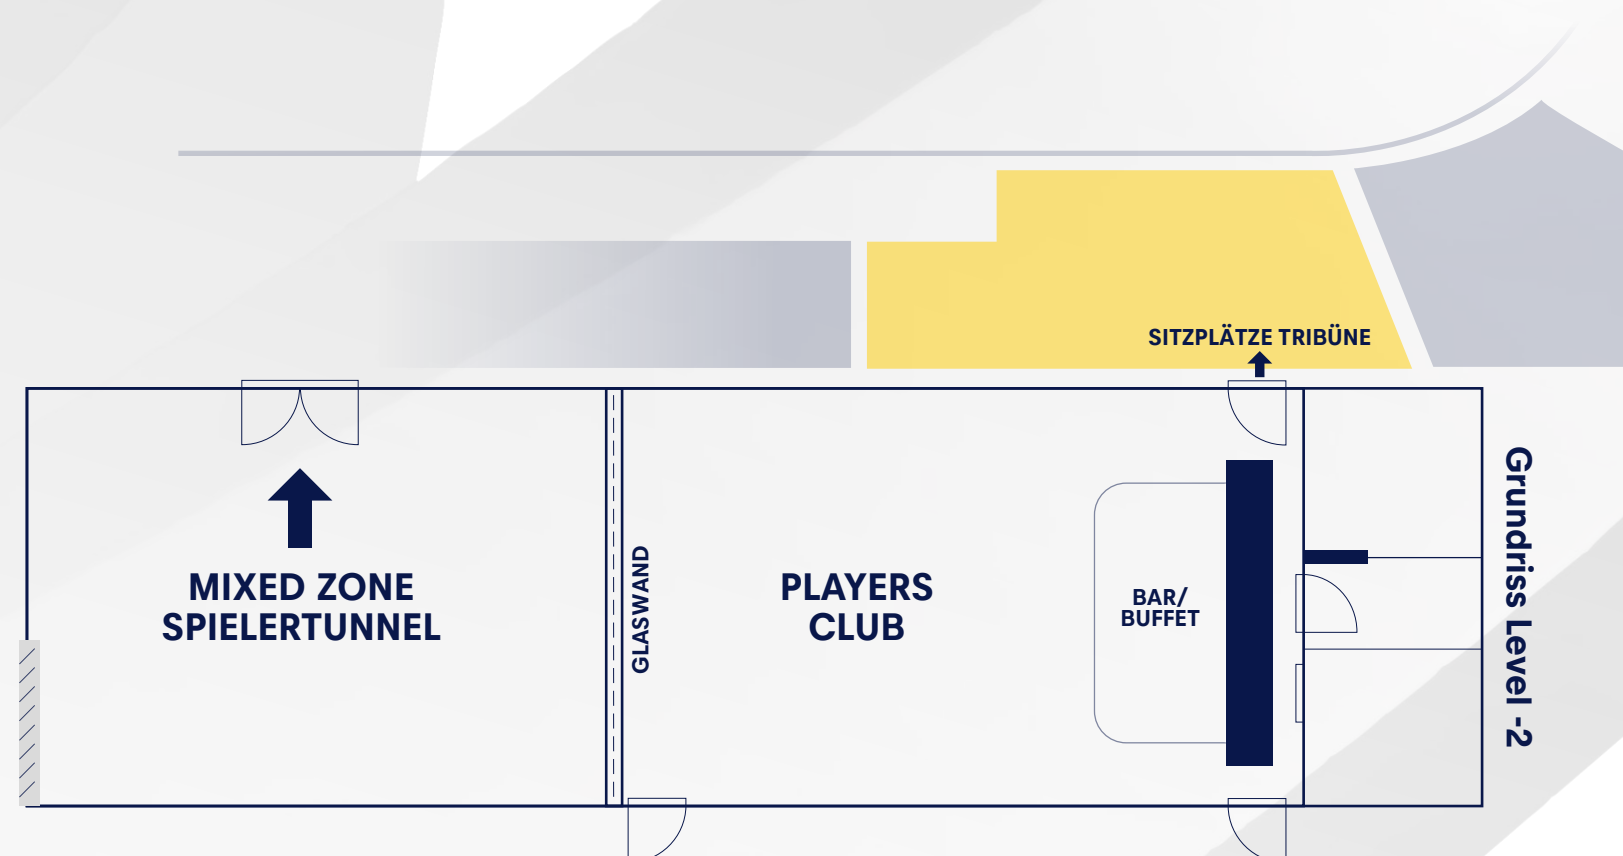 SITZPLÄTZE TRIBÜNE
MIXED ZONE
SPIELERTUNNEL
GLASWAND
PLAYERS
CLUB
BAR/
BUFFET
Grundriss Level -2